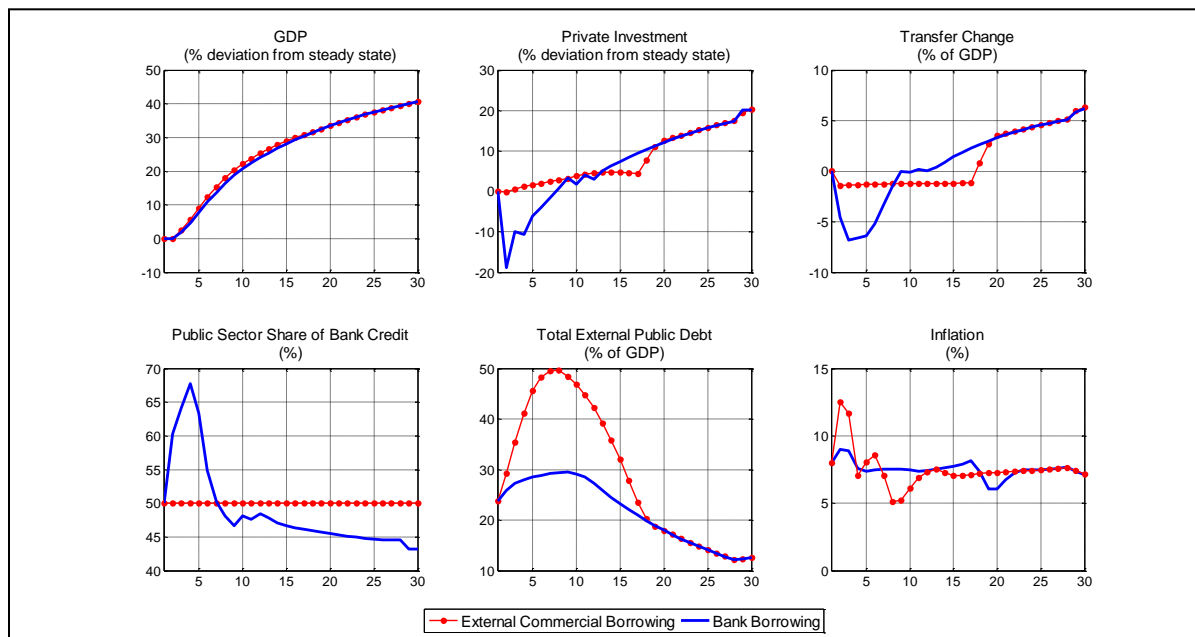 GDP
(% deviation from steady state)
50
40
30
20
10
0
-10
5 10 15 20 25 30
Private Investment
(% deviation from steady state)
30
20
10
0
-10
-20
5 10 15 20 25 30
Transfer Change
(% of GDP)
10
5
0
-5
-10
5 10 15 20 25 30
Public Sector Share of Bank Credit
(%)
70
65
60
55
50
45
40
5 10 15 20 25 30
Total External Public Debt
(% of GDP)
50
40
30
20
10
5 10 15 20 25 30
Inflation
(%)
15
10
5
0
5 10 15 20 25 30
External Commercial Borrowing Bank Borrowing